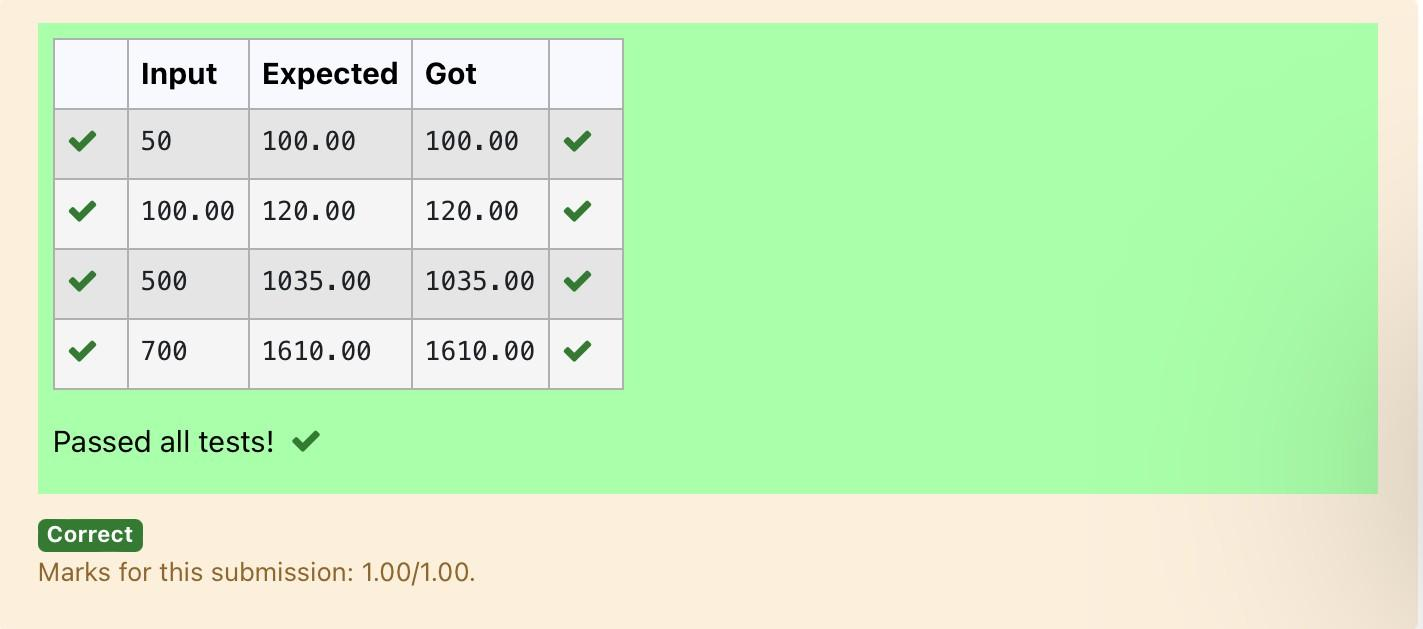 Input Expected Got
50 100.00 100.00
100.00 120.00 120.00
500 1035.00 1035.00
700 1610.00 1610.00
Passed all tests!
Correct
Marks for this submission: 1.00/1.00.